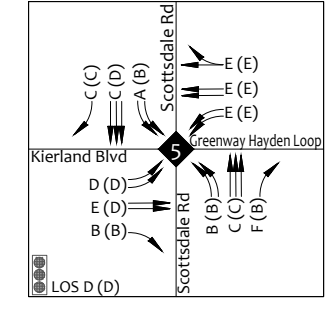 Scottsdale Rd
C (C)
C (D)
A (B)
E (E)
E (E)
E (E)
Greenway Hayden Loop
Kierland Blvd
5
D (D)
E (D)
B (B)
Scottsdale Rd
B (B)
C (C)
F (B)
LOS D (D)